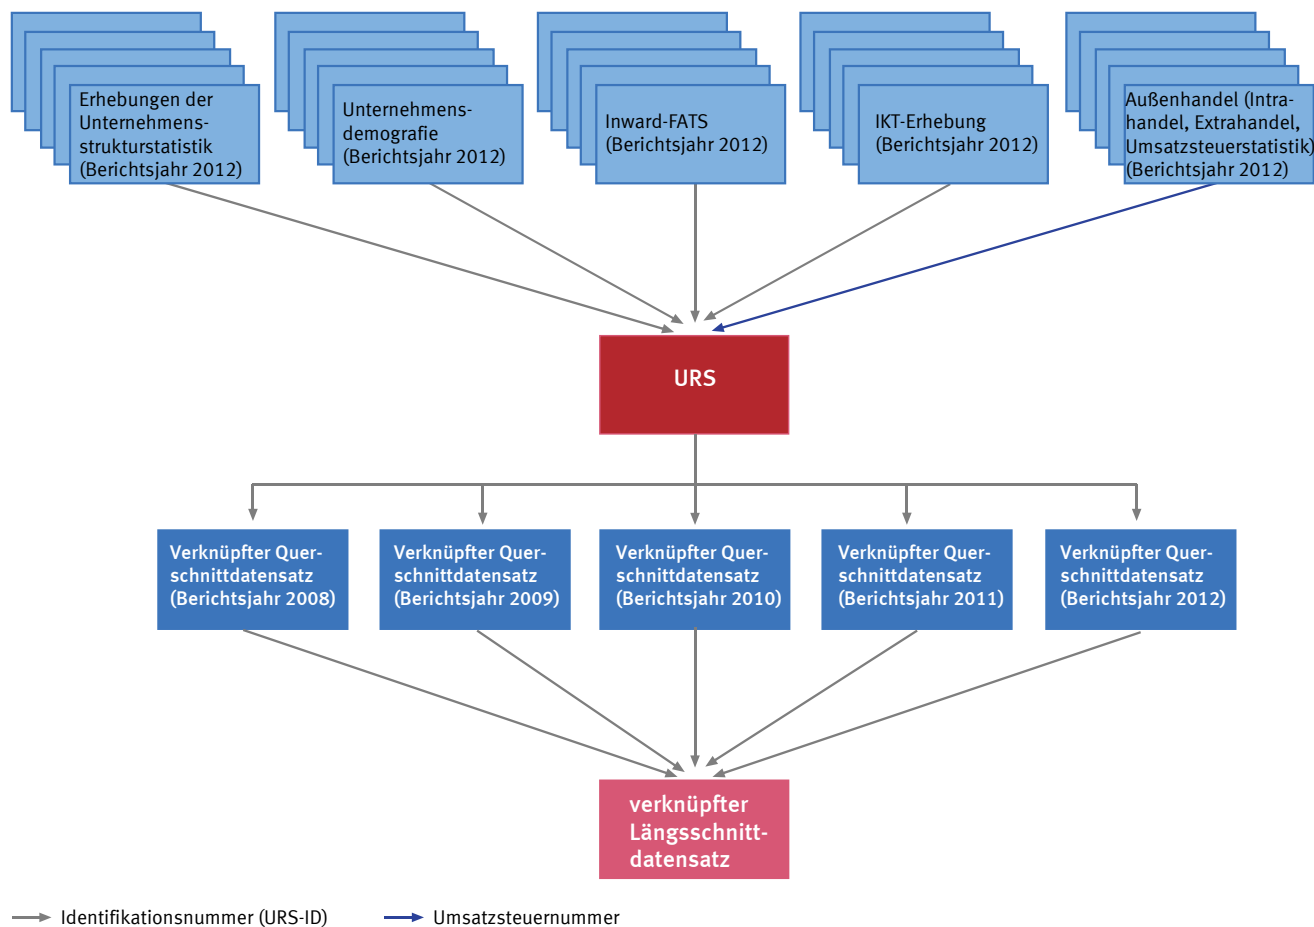 Erhebungen der
Unternehmens-
strukturstatistik
(Berichtsjahr 2012)
Unternehmens-
demografie
(Berichtsjahr 2012)
Inward-FATS
(Berichtsjahr 2012)
IKT-Erhebung
(Berichtsjahr 2012)
Außenhandel (Intra-
handel, Extrahandel,
Umsatzsteuerstatistik)
(Berichtsjahr 2012)
URS
Verknüpfter Quer-
schnittdatensatz
(Berichtsjahr 2008)
Verknüpfter Quer-
schnittdatensatz
(Berichtsjahr 2009)
Verknüpfter Quer-
schnittdatensatz
(Berichtsjahr 2010)
Verknüpfter Quer-
schnittdatensatz
(Berichtsjahr 2011)
Verknüpfter Quer-
schnittdatensatz
(Berichtsjahr 2012)
verknüpfter
Längsschnitt-
datensatz
Identifikationsnummer (URS-ID)
Umsatzsteuernummer